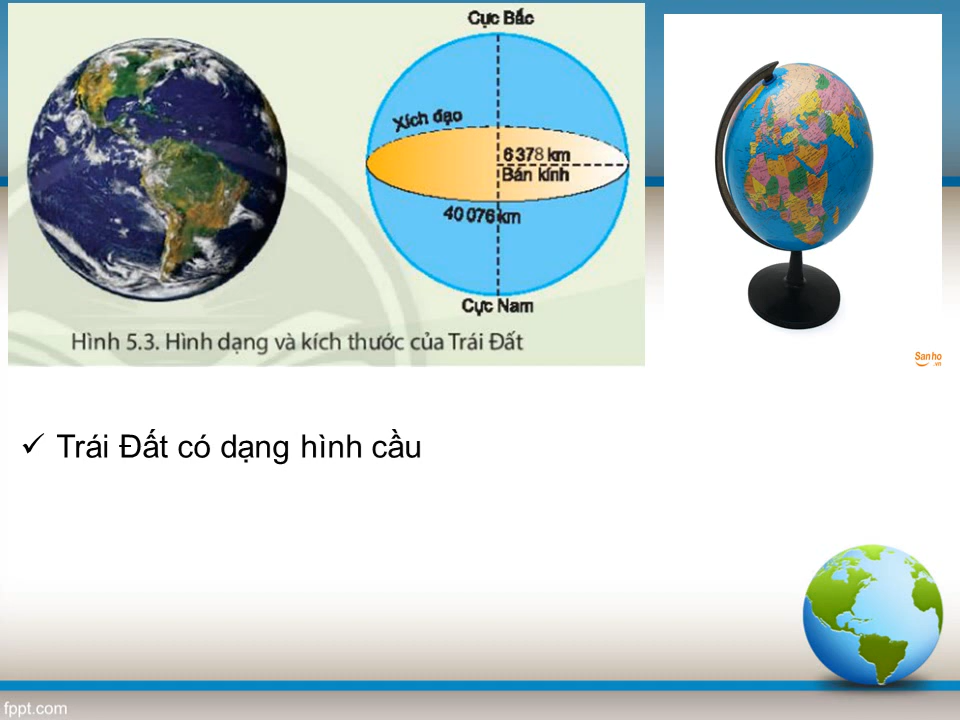 Cực Bắc
Xích đạo
6 378 km
Bán kính
40 076 km
Cực Nam
Hình 5.3. Hình dạng và kích thước của Trái Đất
Sanho
.vn
✓ Trái Đất có dạng hình cầu
fppt.com